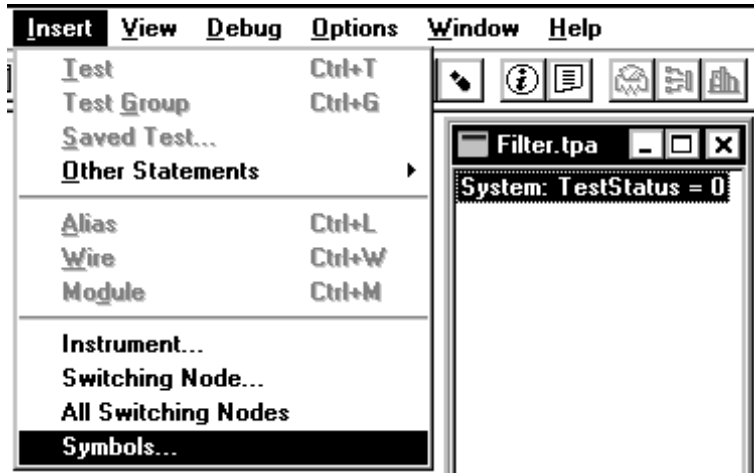 Insert View Debug Options Window Help
Test Ctrl+T
Test Group Ctrl+G
Saved Test...
Other Statements
Alias Ctrl+L
Wire Ctrl+W
Module Ctrl+M
Instrument...
Switching Node...
All Switching Nodes
Symbols...
Filter.tpa
System: TestStatus = 0